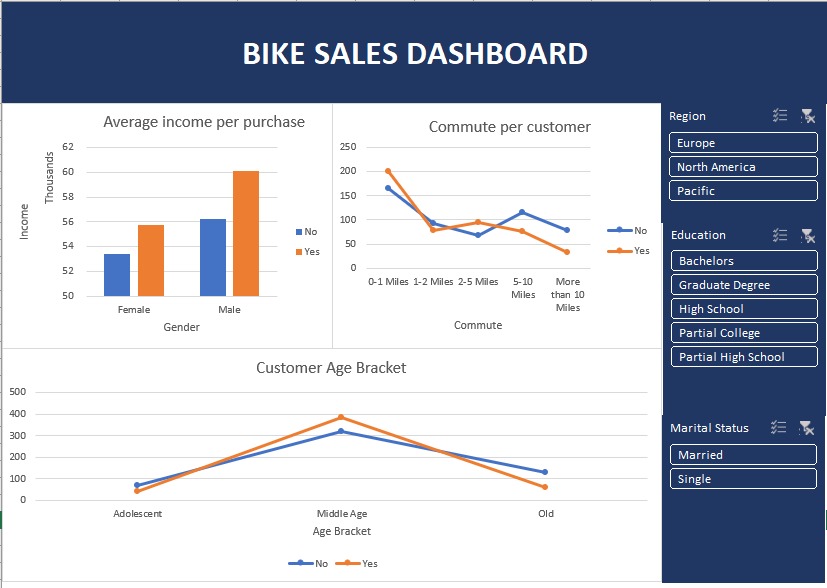 BIKE SALES DASHBOARD
Average income per purchase
62
60
58
56
54
52
50
Thousands
Income
Female
Male
Gender
No
Yes
Commute per customer
250
200
150
100
50
0
0-1 Miles
1-2 Miles
2-5 Miles
5-10
Miles
More
than 10
Miles
Commute
No
Yes
Customer Age Bracket
500
400
300
200
100
0
Adolescent
Middle Age
Old
Age Bracket
No
Yes
Region
Europe
North America
Pacific
Education
Bachelors
Graduate Degree
High School
Partial College
Partial High School
Marital Status
Married
Single